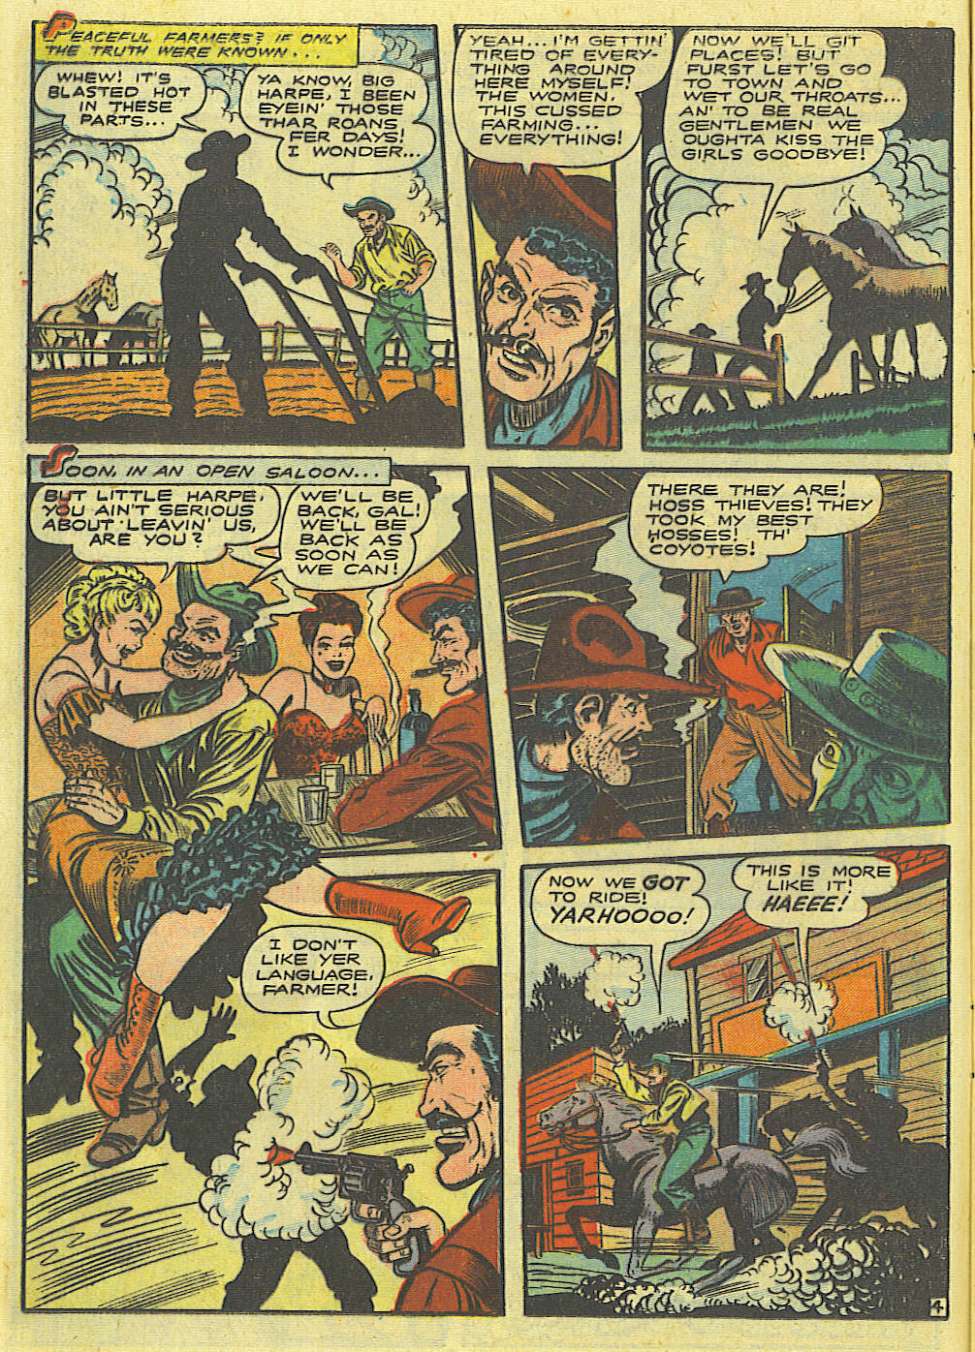 PEACEFUL FARMERS? IF ONLY
THE TRUTH WERE KNOWN...
WHEW! IT'S
BLASTED HOT
IN THESE
PARTS...
YA KNOW, BIG
HARPE, I BEEN
EYEIN' THOSE
THAR ROANS
FER DAYS!
I WONDER...
YEAH... I'M GETTIN'
TIRED OF EVERY-
THING AROUND
HERE MYSELF!
THE WOMEN,
THIS CUSSED
FARMING...
EVERYTHING!
NOW WE'LL GIT
PLACES! BUT
FURST LET'S GO
TO TOWN AND
WET OUR THROATS...
AN' TO BE REAL
GENTLEMEN WE
OUGHTA KISS THE
GIRLS GOODBYE!
SOON, IN AN OPEN SALOON...
BUT LITTLE HARPE,
YOU AIN'T SERIOUS
ABOUT LEAVIN' US,
ARE YOU?
WE'LL BE
BACK, GAL!
WE'LL BE
BACK AS
SOON AS
WE CAN!
THERE THEY ARE!
HOSS THIEVES! THEY
TOOK MY BEST
HOSSES! TH'
COYOTES!
I DON'T
LIKE YER
LANGUAGE,
FARMER!
NOW WE GOT
TO RIDE!
YARHOOOO!
THIS IS MORE
LIKE IT!
HAEEE!
4